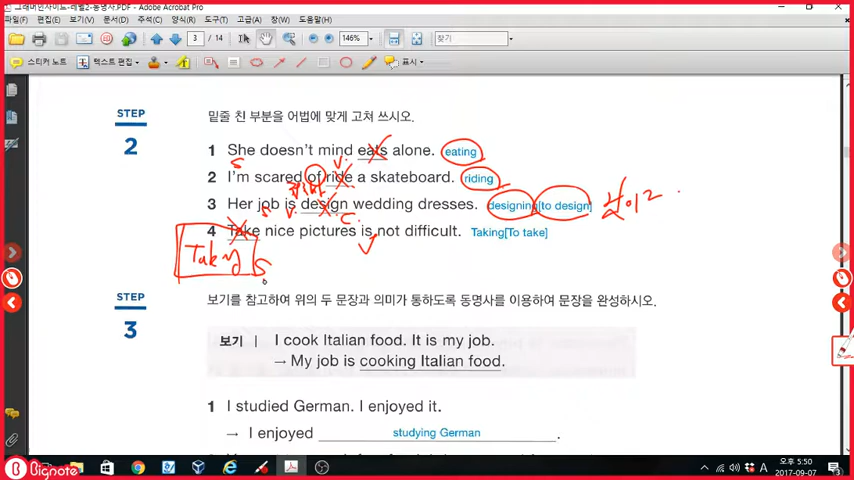 그래머인사이드-레벨2-동명사.PDF - Adobe Acrobat Pro
파일(F) 편집(E) 보기(V) 문서(D) 주석(C) 양식(R) 도구(T) 고급(A) 창(W) 도움말(H)
3 / 14 146% 찾기
스티커 노트 텍스트 편집 표시
STEP 2
밑줄 친 부분을 어법에 맞게 고쳐 쓰시오.
1 She doesn't mind eats alone. eating
S V.
2 I'm scared of ride a skateboard. riding
S V. C.
3 Her job is design wedding dresses. designing[to design]
4 Take nice pictures is not difficult. Taking[To take]
Taking S V
STEP 3
보기를 참고하여 위의 두 문장과 의미가 통하도록 동명사를 이용하여 문장을 완성하시오.
보기 | I cook Italian food. It is my job.
→ My job is cooking Italian food.
1 I studied German. I enjoyed it.
→ I enjoyed studying German .
Bignote
A 오후 5:50
2017-09-07